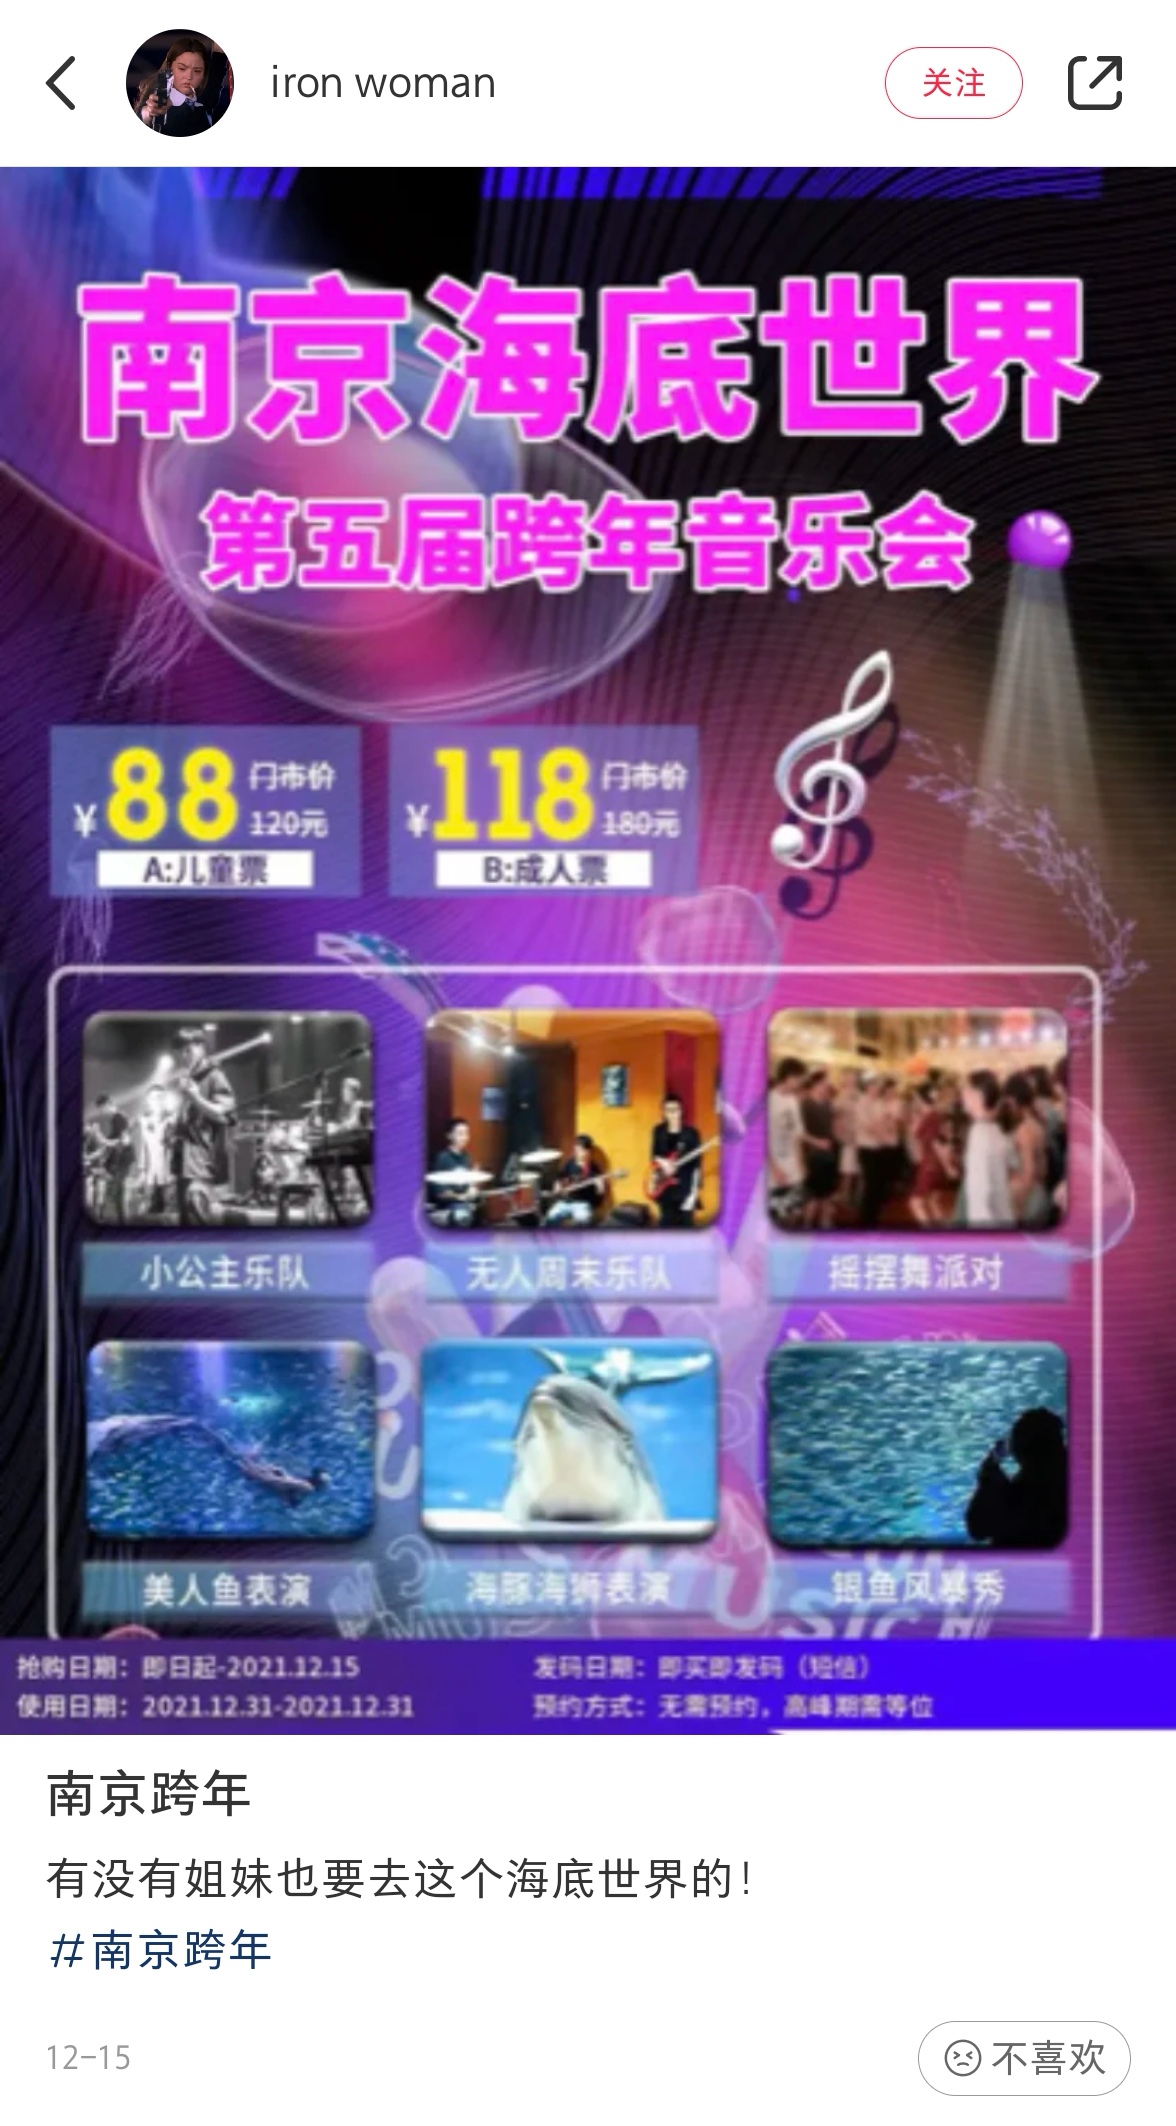 iron woman
关注
南京海底世界
第五届跨年音乐会
¥88 门市价 120元
A:儿童票
¥118 门市价 180元
B:成人票
小公主乐队
无人周末乐队
摇摆舞派对
美人鱼表演
海豚海狮表演
银鱼风暴秀
抢购日期：即日起-2021.12.15
发码日期：即买即发码（短信）
使用日期：2021.12.31-2021.12.31
预约方式：无需预约，高峰期需等位
南京跨年
有没有姐妹也要去这个海底世界的！
#南京跨年
12-15
不喜欢